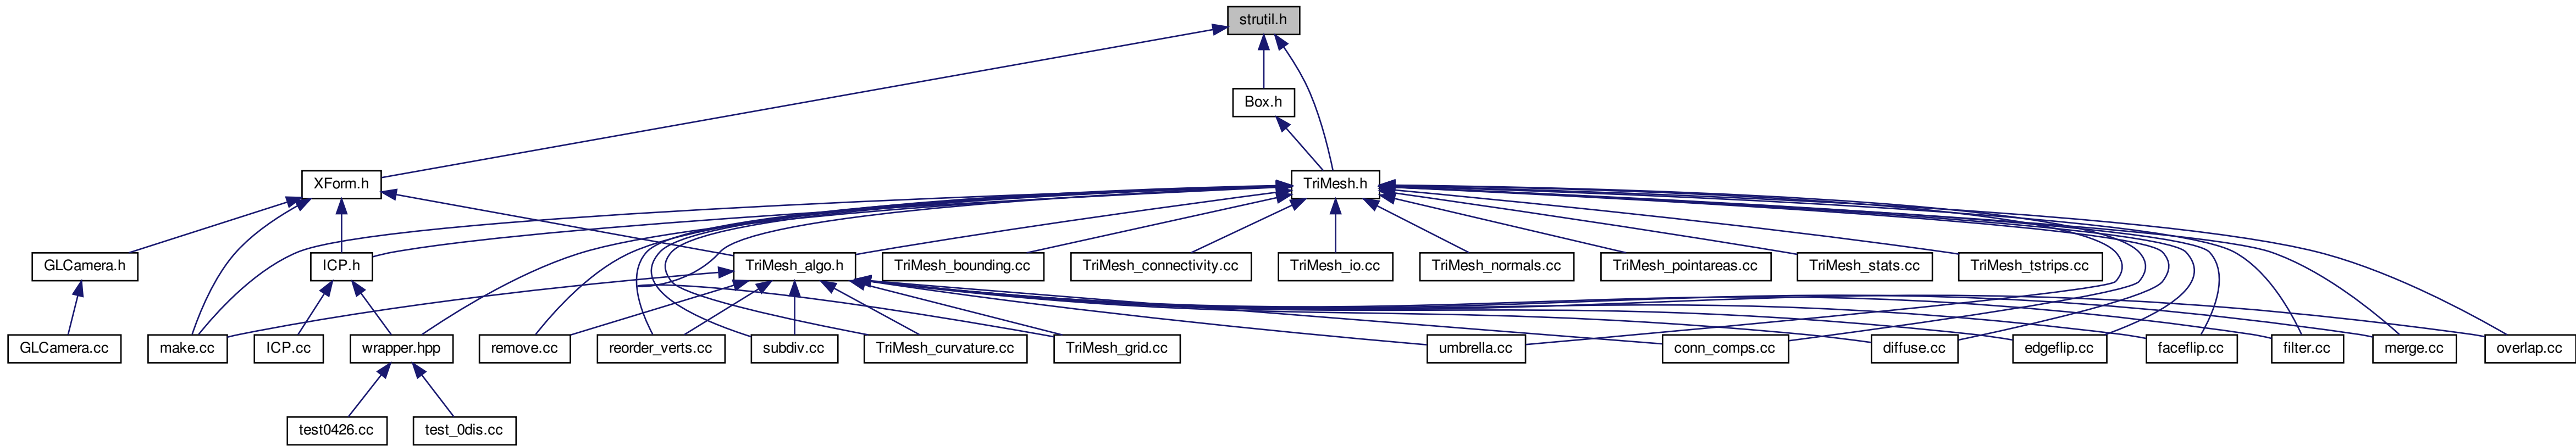 strutil.h
Box.h
XForm.h
TriMesh.h
GLCamera.h
ICP.h
TriMesh_algo.h
TriMesh_bounding.cc
TriMesh_connectivity.cc
TriMesh_io.cc
TriMesh_normals.cc
TriMesh_pointareas.cc
TriMesh_stats.cc
TriMesh_tstrips.cc
GLCamera.cc
make.cc
ICP.cc
wrapper.hpp
remove.cc
reorder_verts.cc
subdiv.cc
TriMesh_curvature.cc
TriMesh_grid.cc
umbrella.cc
conn_comps.cc
diffuse.cc
edgeflip.cc
faceflip.cc
filter.cc
merge.cc
overlap.cc
test0426.cc
test_0dis.cc